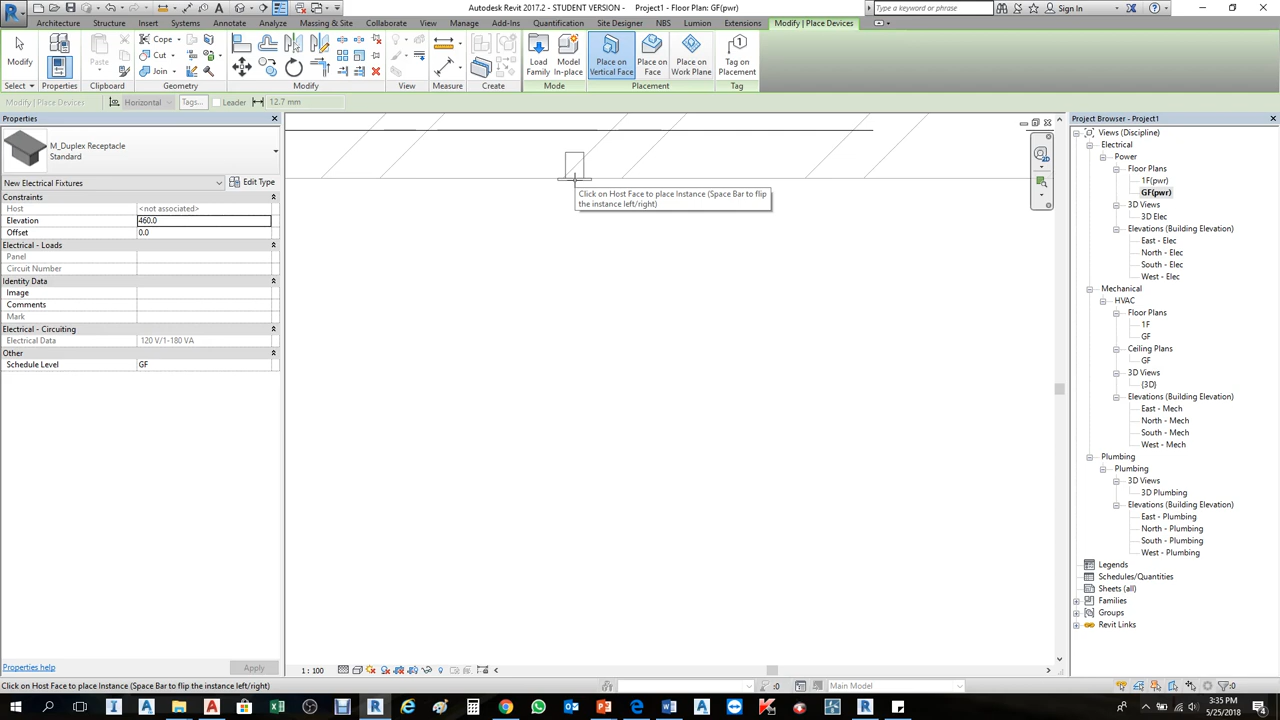 Autodesk Revit 2017.2 - STUDENT VERSION - Project1 - Floor Plan: GF(pwr)
Type a keyword or phrase
Sign In
Architecture Structure Insert Systems Annotate Analyze Massing & Site Collaborate View Manage Add-Ins Quantification Site Designer NBS Lumion Extensions Modify | Place Devices
Modify
Paste
Cope
Cut
Join
Load Family
Model In-place
Place on Vertical Face
Place on Face
Place on Work Plane
Tag on Placement
Select Properties Clipboard Geometry Modify View Measure Create Mode Placement Tag
Modify | Place Devices Horizontal Tags... Leader 12.7 mm
Properties
M_Duplex Receptacle
Standard
New Electrical Fixtures Edit Type
Constraints
Host <not associated>
Elevation 460.0
Offset 0.0
Electrical - Loads
Panel
Circuit Number
Identity Data
Image
Comments
Mark
Electrical - Circuiting
Electrical Data 120 V/1-180 VA
Other
Schedule Level GF
Properties help Apply
Click on Host Face to place Instance (Space Bar to flip
the instance left/right)
1 : 100
Project Browser - Project1
Views (Discipline)
Electrical
Power
Floor Plans
1F(pwr)
GF(pwr)
3D Views
3D Elec
Elevations (Building Elevation)
East - Elec
North - Elec
South - Elec
West - Elec
Mechanical
HVAC
Floor Plans
1F
GF
Ceiling Plans
GF
3D Views
{3D}
Elevations (Building Elevation)
East - Mech
North - Mech
South - Mech
West - Mech
Plumbing
Plumbing
3D Views
3D Plumbing
Elevations (Building Elevation)
East - Plumbing
North - Plumbing
South - Plumbing
West - Plumbing
Legends
Schedules/Quantities
Sheets (all)
Families
Groups
Revit Links
Click on Host Face to place Instance (Space Bar to flip the instance left/right) :0 Main Model :0
3:35 PM
5/25/2018